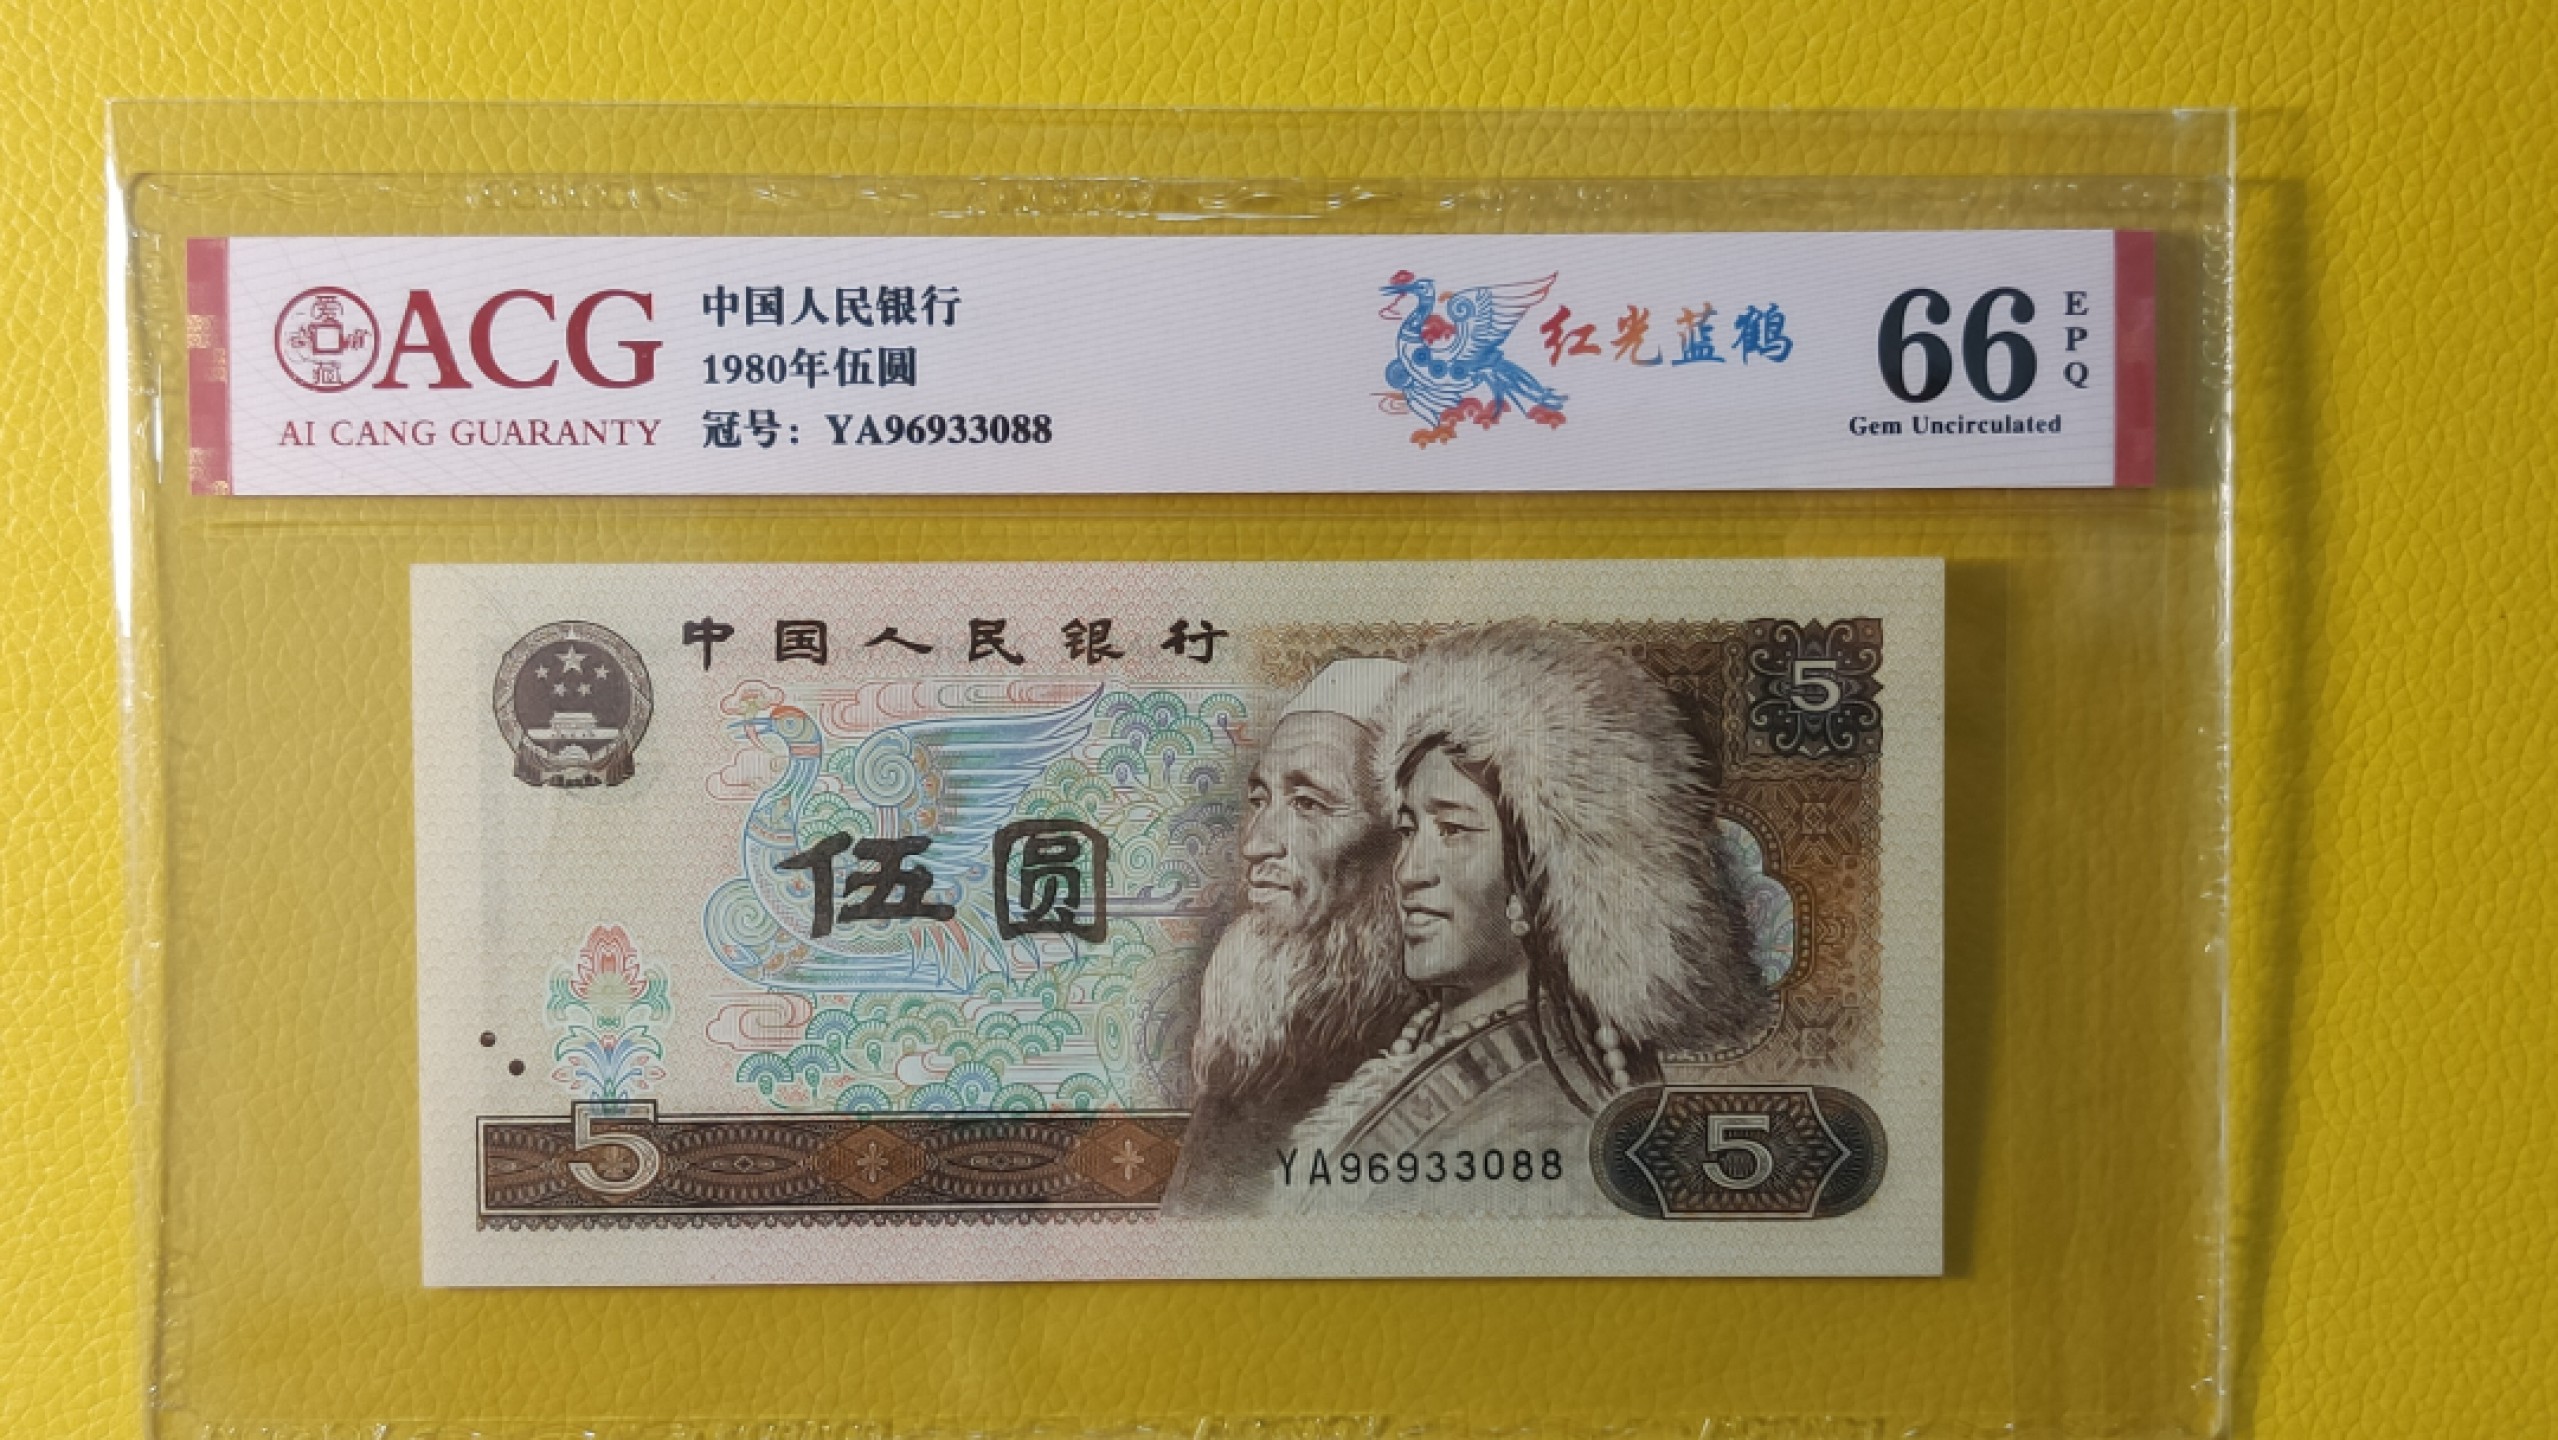 ACG
AI CANG GUARANTY
中国人民银行
1980年伍圆
冠号：YA96933088
红光蓝鹤
66
EPQ
Gem Uncirculated
中国人民银行
5
伍圆
5
YA96933088
5